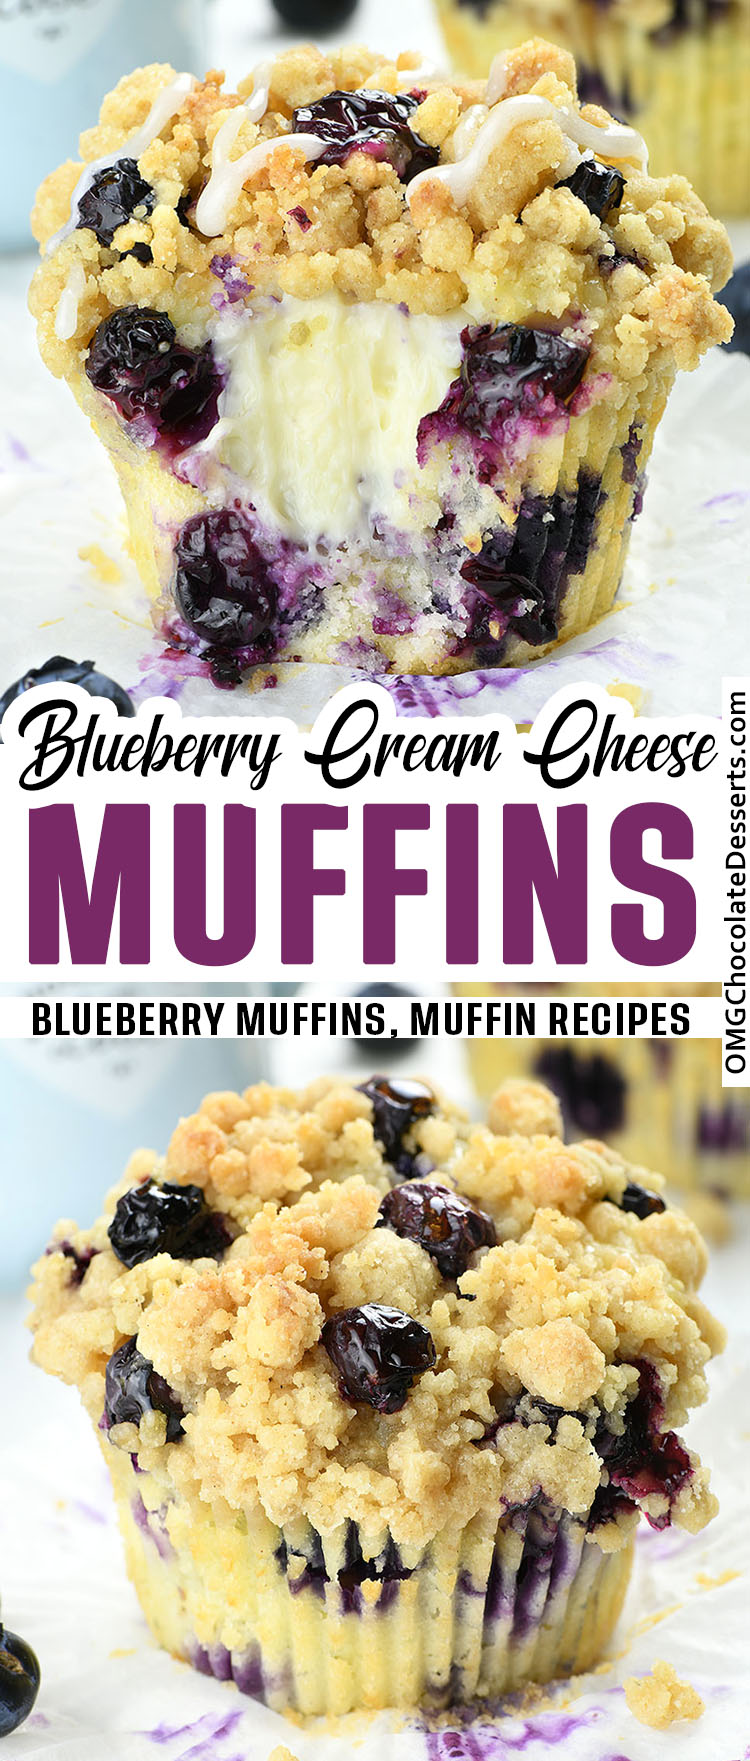 Blueberry Cream Cheese
MUFFINS
BLUEBERRY MUFFINS, MUFFIN RECIPES
OMGChocolateDesserts.com